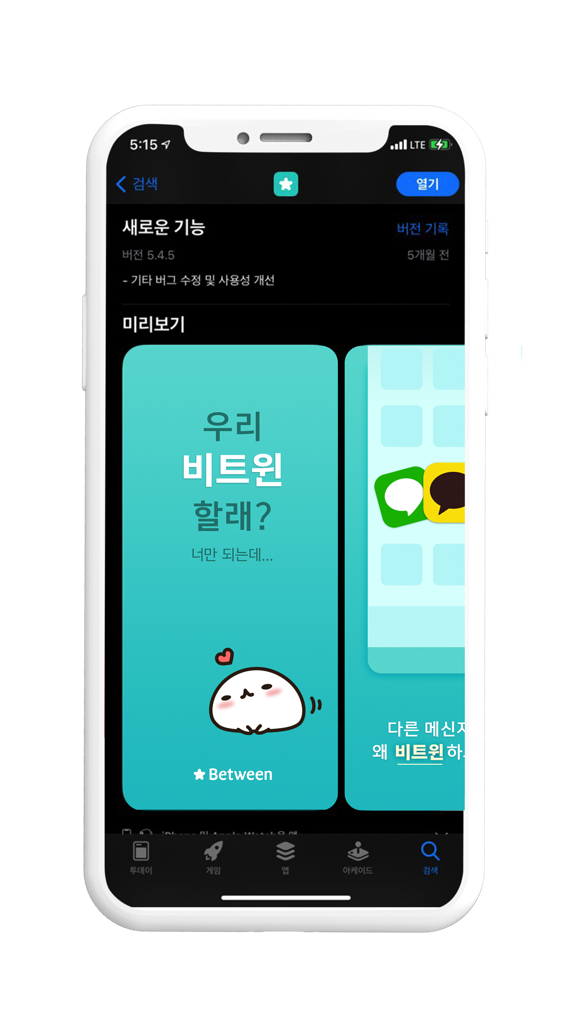 5:15
LTE
검색
열기
새로운 기능
버전 기록
버전 5.4.5
5개월 전
- 기타 버그 수정 및 사용성 개선
미리보기
우리
비트윈
할래?
너만 되는데...
Between
다른 메신저
왜 비트윈하
투데이
게임
앱
아케이드
검색